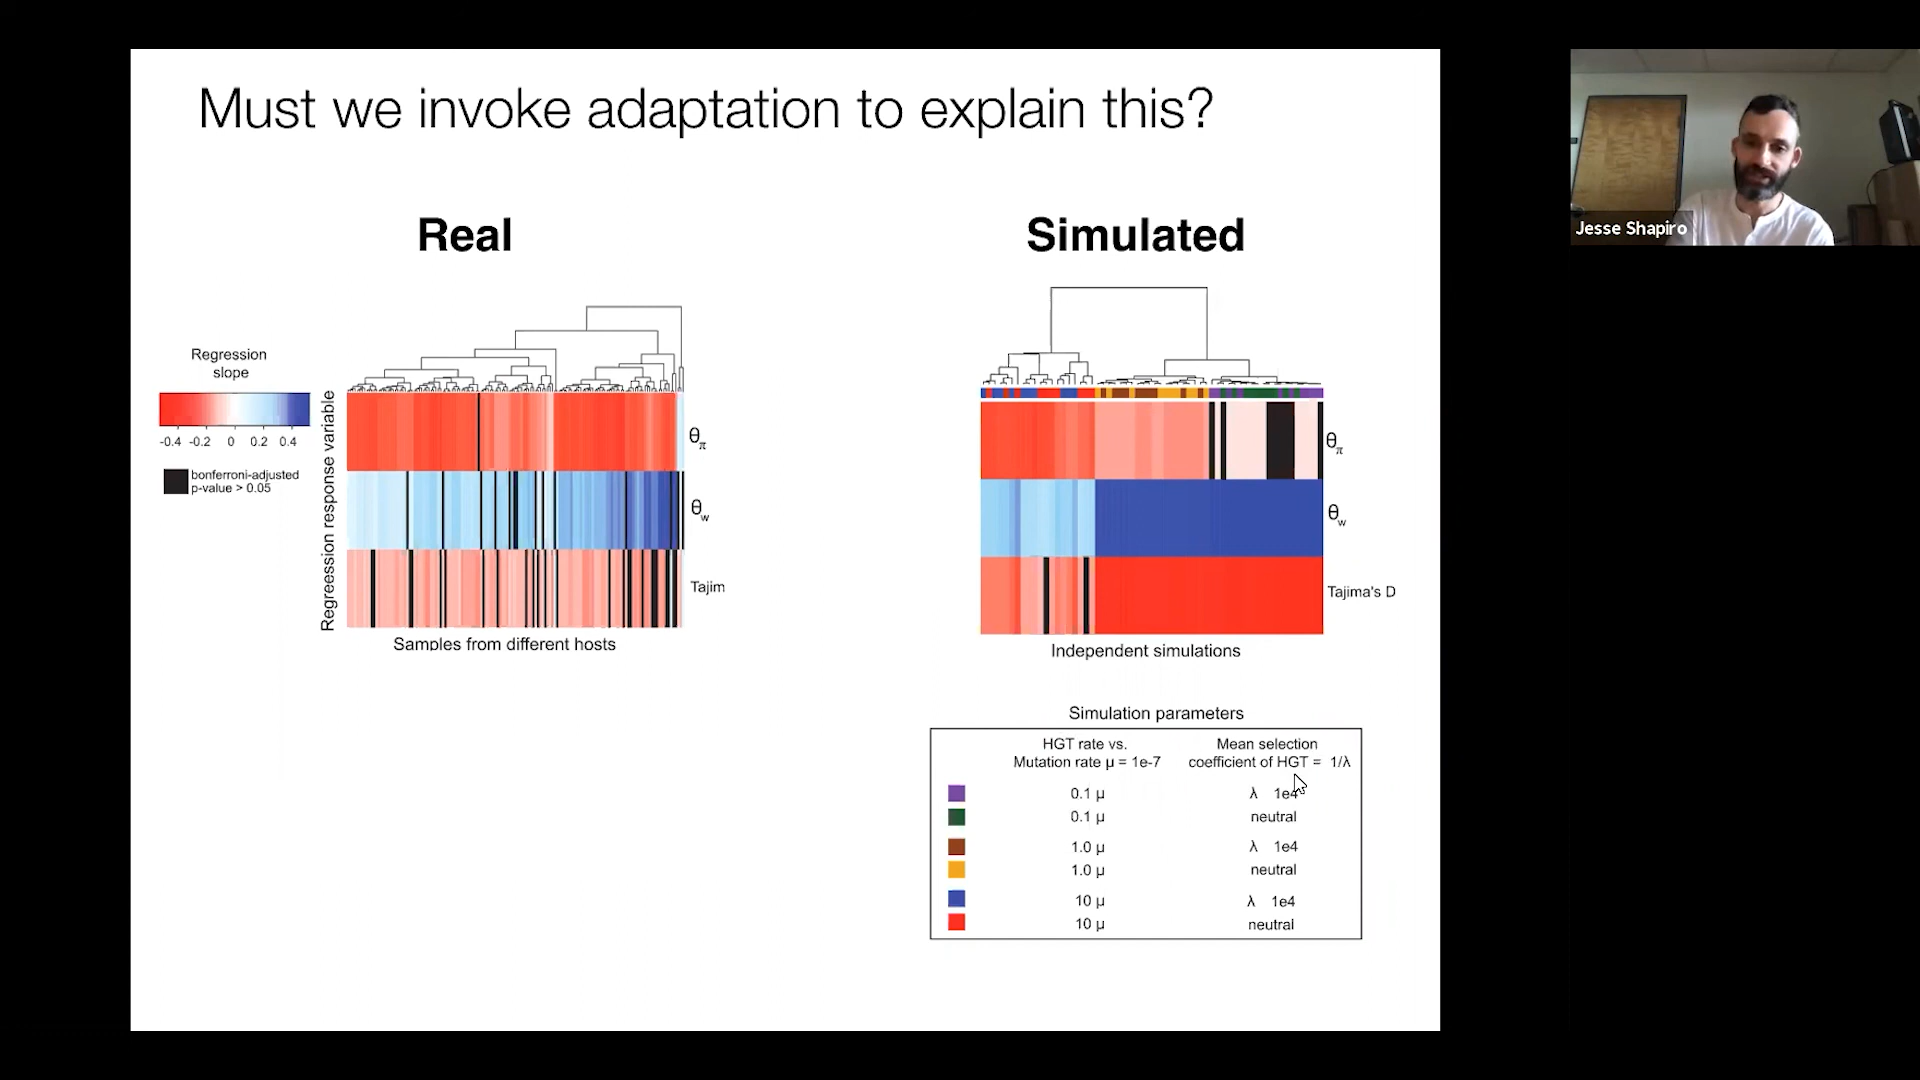 Must we invoke adaptation to explain this?
Jesse Shapiro
Real
Simulated
Regression
slope
-0.4 -0.2 0 0.2 0.4
bonferroni-adjusted
p-value > 0.05
Regreession response variable
θπ
θw
Tajim
Samples from different hosts
θπ
θw
Tajima's D
Independent simulations
Simulation parameters
HGT rate vs.
Mutation rate μ = 1e-7
Mean selection
coefficient of HGT = 1/λ
0.1 μ λ 1e4
0.1 μ neutral
1.0 μ λ 1e4
1.0 μ neutral
10 μ λ 1e4
10 μ neutral